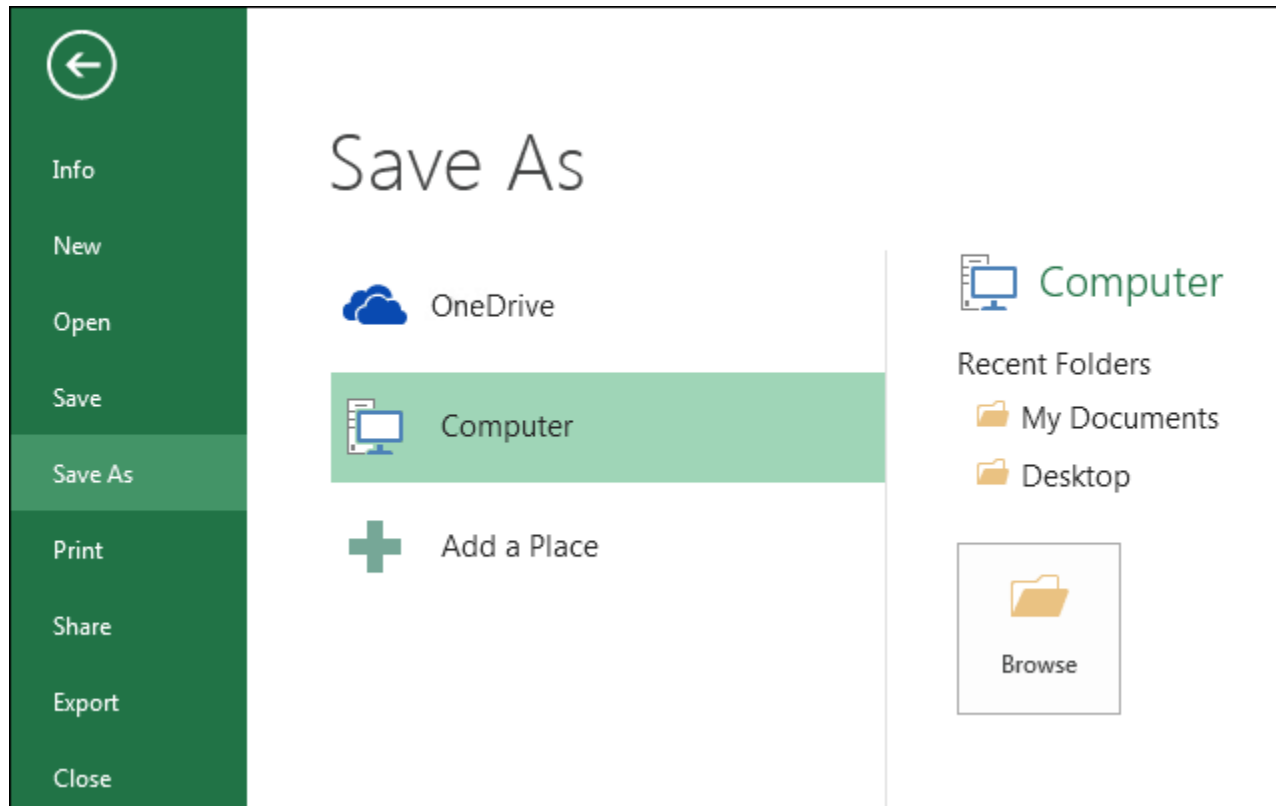 Info
New
Open
Save
Save As
Print
Share
Export
Close
Save As
OneDrive
Computer
Add a Place
Computer
Recent Folders
My Documents
Desktop
Browse